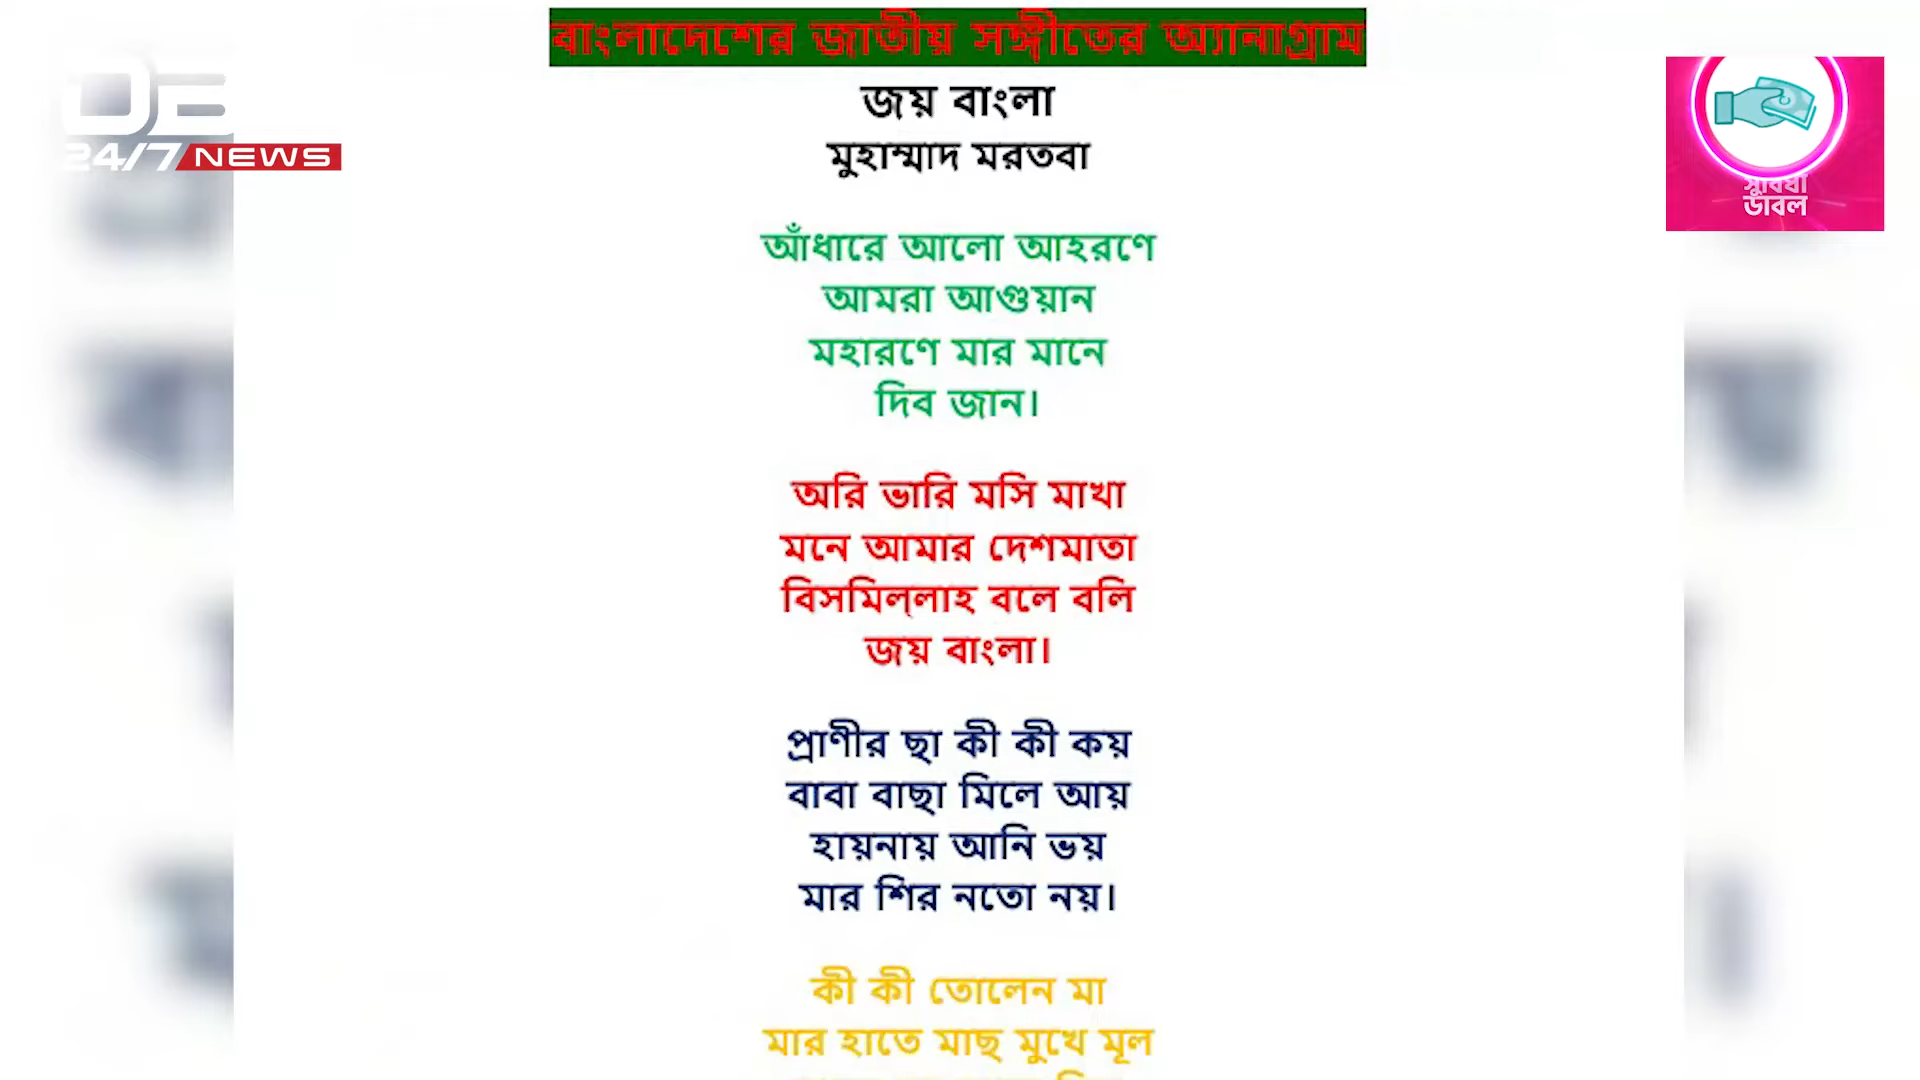 বাংলাদেশের জাতীয় সঙ্গীতের অ্যানাগ্রাম
জয় বাংলা
মুহাম্মাদ মরতবা
DB
24/7 NEWS
সুবিধা
ডাবল
আঁধারে আলো আহরণে
আমরা আগুয়ান
মহারণে মার মানে
দিব জান।
অরি ভারি মসি মাখা
মনে আমার দেশমাতা
বিসমিল্‌লাহ বলে বলি
জয় বাংলা।
প্রাণীর ছা কী কী কয়
বাবা বাছা মিলে আয়
হায়নায় আনি ভয়
মার শির নতো নয়।
কী কী তোলেন মা
মার হাতে মাছ মুখে মূল